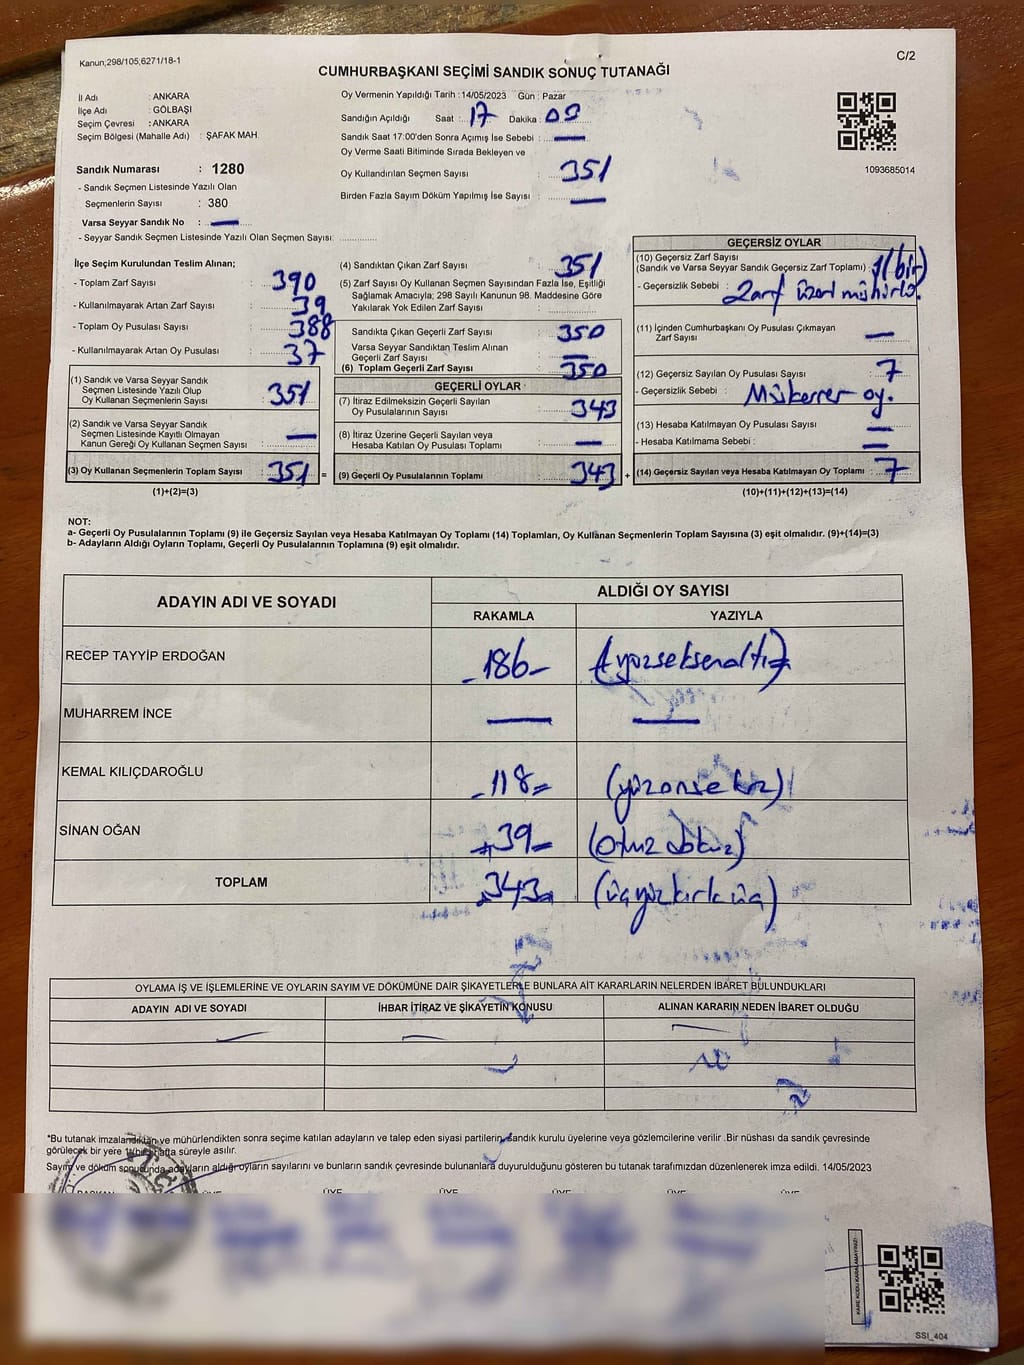 Kanun;298/105;6271/18-1
C/2
CUMHURBAŞKANI SEÇİMİ SANDIK SONUÇ TUTANAĞI
İl Adı : ANKARA
İlçe Adı : GÖLBAŞI
Seçim Çevresi : ANKARA
Seçim Bölgesi (Mahalle Adı) : ŞAFAK MAH.
Sandık Numarası : 1280
- Sandık Seçmen Listesinde Yazılı Olan
Seçmenlerin Sayısı : 380
Varsa Seyyar Sandık No : —
- Seyyar Sandık Seçmen Listesinde Yazılı Olan Seçmen Sayısı: ..............
Oy Vermenin Yapıldığı Tarih : 14/05/2023 Gün : Pazar
Sandığın Açıldığı Saat : 17 Dakika : 09
Sandık Saat 17:00'den Sonra Açımış İse Sebebi : —
Oy Verme Saati Bitiminde Sırada Bekleyen ve
Oy Kullandırılan Seçmen Sayısı : 351
Birden Fazla Sayım Döküm Yapılmış İse Sayısı : —
1093685014
İlçe Seçim Kurulundan Teslim Alınan;
- Toplam Zarf Sayısı : 390
- Kullanılmayarak Artan Zarf Sayısı : 39
- Toplam Oy Pusulası Sayısı : 388
- Kullanılmayarak Artan Oy Pusulası : 37
(1) Sandık ve Varsa Seyyar Sandık
Seçmen Listesinde Yazılı Olup
Oy Kullanan Seçmenlerin Sayısı : 351
(2) Sandık ve Varsa Seyyar Sandık
Seçmen Listesinde Kayıtlı Olmayan
Kanun Gereği Oy Kullanan Seçmen Sayısı : —
(3) Oy Kullanan Seçmenlerin Toplam Sayısı : 351 =
(1)+(2)=(3)
(4) Sandıktan Çıkan Zarf Sayısı : 351
(5) Zarf Sayısı Oy Kullanan Seçmen Sayısından Fazla İse, Eşitliği
Sağlamak Amacıyla; 298 Sayılı Kanunun 98. Maddesine Göre
Yakılarak Yok Edilen Zarf Sayısı :
Sandıkta Çıkan Geçerli Zarf Sayısı : 350
Varsa Seyyar Sandıktan Teslim Alınan
Geçerli Zarf Sayısı : —
(6) Toplam Geçerli Zarf Sayısı : 350
GEÇERLİ OYLAR
(7) İtiraz Edilmeksizin Geçerli Sayılan
Oy Pusulalarının Sayısı : 343
(8) İtiraz Üzerine Geçerli Sayılan veya
Hesaba Katılan Oy Pusulası Toplamı : —
(9) Geçerli Oy Pusulalarının Toplamı : 343 +
GEÇERSİZ OYLAR
(10) Geçersiz Zarf Sayısı
(Sandık ve Varsa Seyyar Sandık Geçersiz Zarf Toplamı) : 1(bir)
- Geçersizlik Sebebi : Zarf üzeri mühürlü.
(11) İçinden Cumhurbaşkanı Oy Pusulası Çıkmayan
Zarf Sayısı : —
(12) Geçersiz Sayılan Oy Pusulası Sayısı : 7
- Geçersizlik Sebebi : Mükerrer oy.
(13) Hesaba Katılmayan Oy Pusulası Sayısı : —
- Hesaba Katılmama Sebebi : —
(14) Geçersiz Sayılan veya Hesaba Katılmayan Oy Toplamı : 7
(10)+(11)+(12)+(13)=(14)
NOT:
a- Geçerli Oy Pusulalarının Toplamı (9) ile Geçersiz Sayılan veya Hesaba Katılmayan Oy Toplamı (14) Toplamları, Oy Kullanan Seçmenlerin Toplam Sayısına (3) eşit olmalıdır. (9)+(14)=(3)
b- Adayların Aldığı Oyların Toplamı, Geçerli Oy Pusulalarının Toplamına (9) eşit olmalıdır.
ADAYIN ADI VE SOYADI
ALDIĞI OY SAYISI
RAKAMLA YAZIYLA
RECEP TAYYİP ERDOĞAN -186- (yüzseksenaltı)
MUHARREM İNCE — —
KEMAL KILIÇDAROĞLU -118= (yüzonsekiz)
SİNAN OĞAN =39= (otuz dokuz)
TOPLAM 343 (üçyüzkırküç)
OYLAMA İŞ VE İŞLEMLERİNE VE OYLARIN SAYIM VE DÖKÜMÜNE DAİR ŞİKAYETLERLE BUNLARA AİT KARARLARIN NELERDEN İBARET BULUNDUKLARI
ADAYIN ADI VE SOYADI İHBAR İTİRAZ VE ŞİKAYETİN KONUSU ALINAN KARARIN NEDEN İBARET OLDUĞU
*Bu tutanak imzalandıktan ve mühürlendikten sonra seçime katılan adayların ve talep eden siyasi partilerin, sandık kurulu üyelerine veya gözlemcilerine verilir .Bir nüshası da sandık çevresinde
görülecek bir yere 1(bir) hafta süreyle asılır.
Sayım ve döküm sonucunda adayların aldığı oyların sayılarını ve bunların sandık çevresinde bulunanlara duyurulduğunu gösteren bu tutanak tarafımızdan düzenlenerek imza edildi. 14/05/2023
BAŞKAN ÜYE ÜYE ÜYE ÜYE ÜYE ÜYE
KARE KODU KARALAMAYINIZ!
SSİ_404